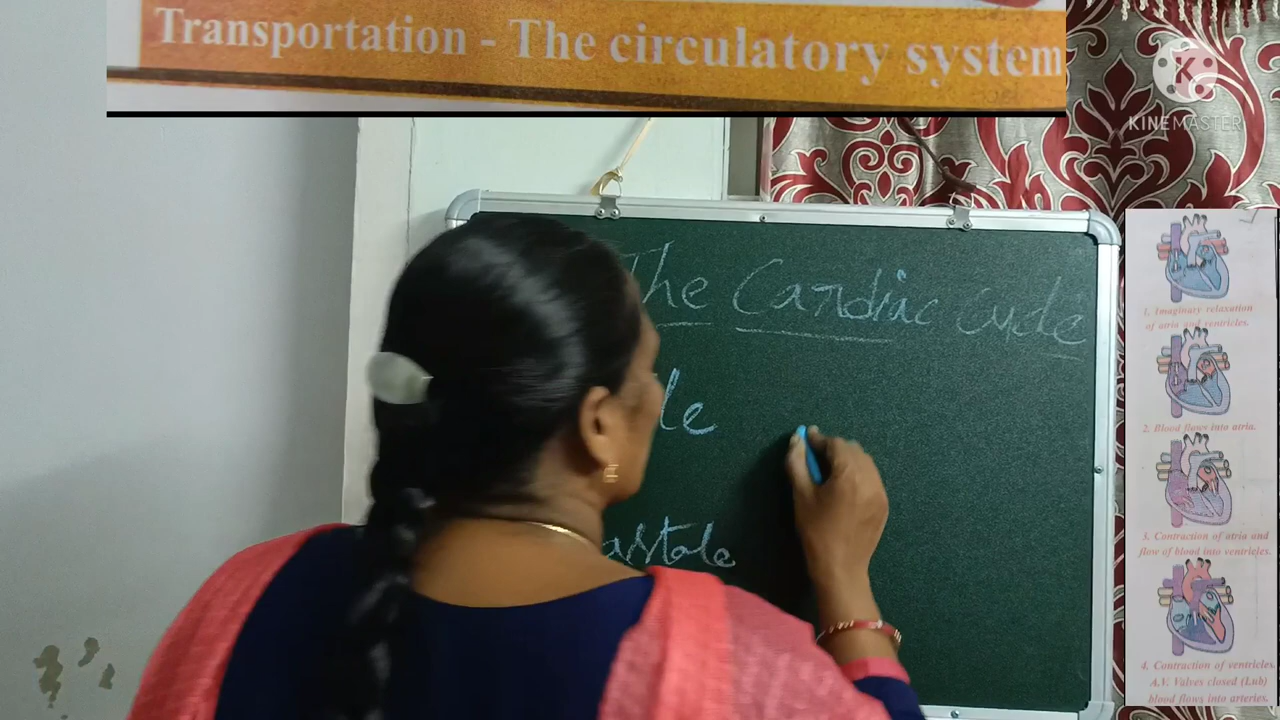 Transportation - The circulatory system
KINEMASTER
The Cardiac Cycle
le
astole
1. Imaginary relaxation
of atria and ventricles.
2. Blood flows into atria.
3. Contraction of atria and
flow of blood into ventricles.
4. Contraction of ventricles.
A.V. Valves closed (Lub)
blood flows into arteries.